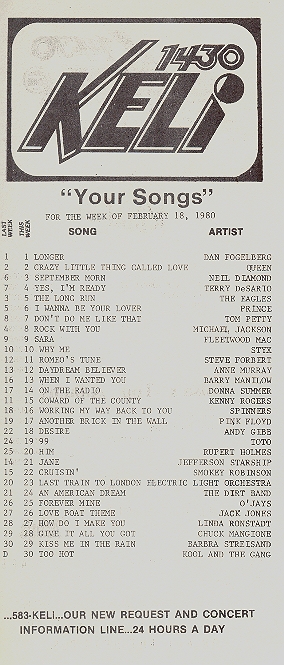 1430
KELi
"Your Songs"
FOR THE WEEK OF FEBRUARY 18, 1980
LAST WEEK THIS WEEK SONG ARTIST
1 1 LONGER DAN FOGELBERG
2 2 CRAZY LITTLE THING CALLED LOVE QUEEN
6 3 SEPTEMBER MORN NEIL DIAMOND
7 4 YES, I'M READY TERRY DeSARIO
3 5 THE LONG RUN THE EAGLES
5 6 I WANNA BE YOUR LOVER PRINCE
8 7 DON'T DO ME LIKE THAT TOM PETTY
4 8 ROCK WITH YOU MICHAEL JACKSON
9 9 SARA FLEETWOOD MAC
10 10 WHY ME STYX
12 11 ROMEO'S TUNE STEVE FORBERT
13 12 DAYDREAM BELIEVER ANNE MURRAY
16 13 WHEN I WANTED YOU BARRY MANILOW
17 14 ON THE RADIO DONNA SUMMER
11 15 COWARD OF THE COUNTY KENNY ROGERS
18 16 WORKING MY WAY BACK TO YOU SPINNERS
19 17 ANOTHER BRICK IN THE WALL PINK FLOYD
22 18 DESIRE ANDY GIBB
24 19 99 TOTO
25 20 HIM RUPERT HOLMES
14 21 JANE JEFFERSON STARSHIP
15 22 CRUISIN' SMOKEY ROBINSON
20 23 LAST TRAIN TO LONDON ELECTRIC LIGHT ORCHESTRA
21 24 AN AMERICAN DREAM THE DIRT BAND
26 25 FOREVER MINE O'JAYS
27 26 LOVE BOAT THEME JACK JONES
28 27 HOW DO I MAKE YOU LINDA RONSTADT
29 28 GIVE IT ALL YOU GOT CHUCK MANGIONE
30 29 KISS ME IN THE RAIN BARBRA STREISAND
D 30 TOO HOT KOOL AND THE GANG
...583-KELI...OUR NEW REQUEST AND CONCERT
INFORMATION LINE...24 HOURS A DAY